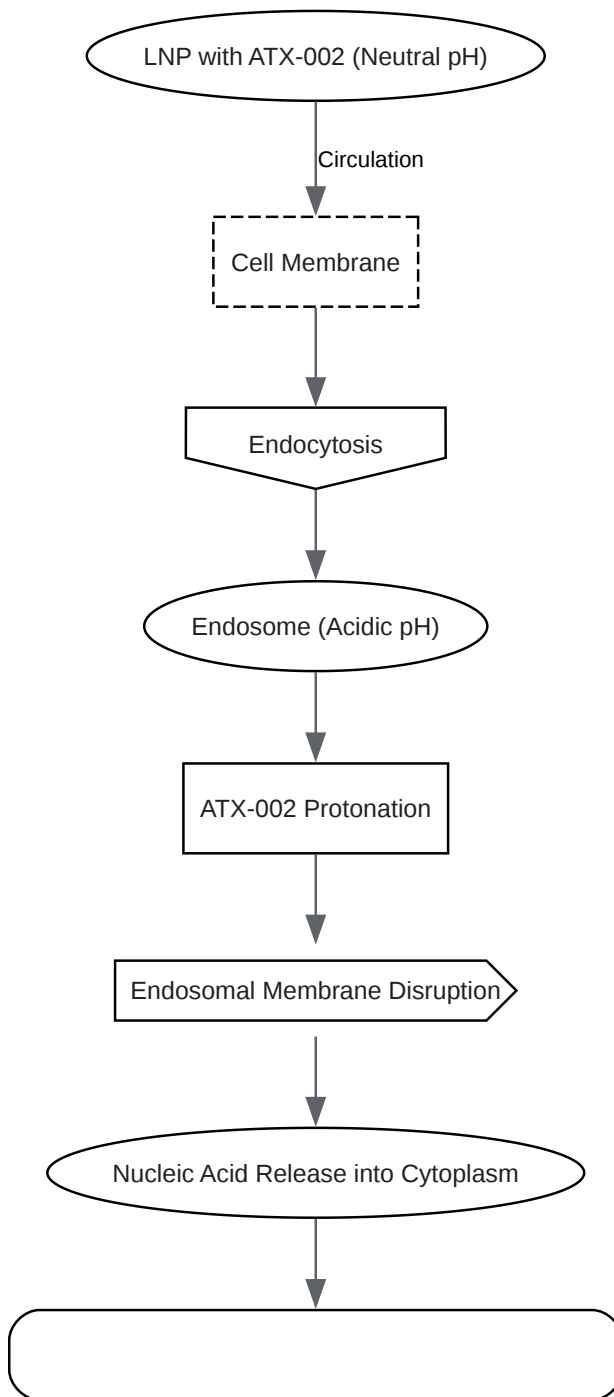 LNP with ATX-002 (Neutral pH)
Circulation
Cell Membrane
Endocytosis
Endosome (Acidic pH)
ATX-002 Protonation
Endosomal Membrane Disruption
Nucleic Acid Release into Cytoplasm